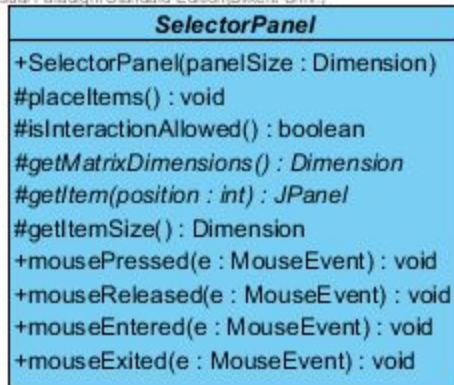 SelectorPanel
+SelectorPanel(panelSize : Dimension)
#placeItems() : void
#isInteractionAllowed() : boolean
#getMatrixDimensions() : Dimension
#getItem(position : int) : JPanel
#getItemSize() : Dimension
+mousePressed(e : MouseEvent) : void
+mouseReleased(e : MouseEvent) : void
+mouseEntered(e : MouseEvent) : void
+mouseExited(e : MouseEvent) : void